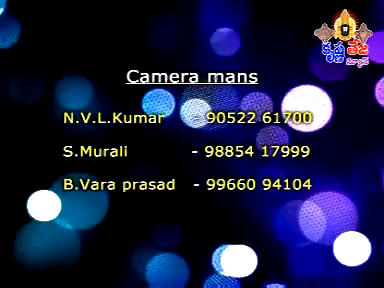 కృష్ణ తేజ
న్యూస్
Camera mans
N.V.L.Kumar - 90522 61700
S.Murali - 98854 17999
B.Vara prasad - 99660 94104